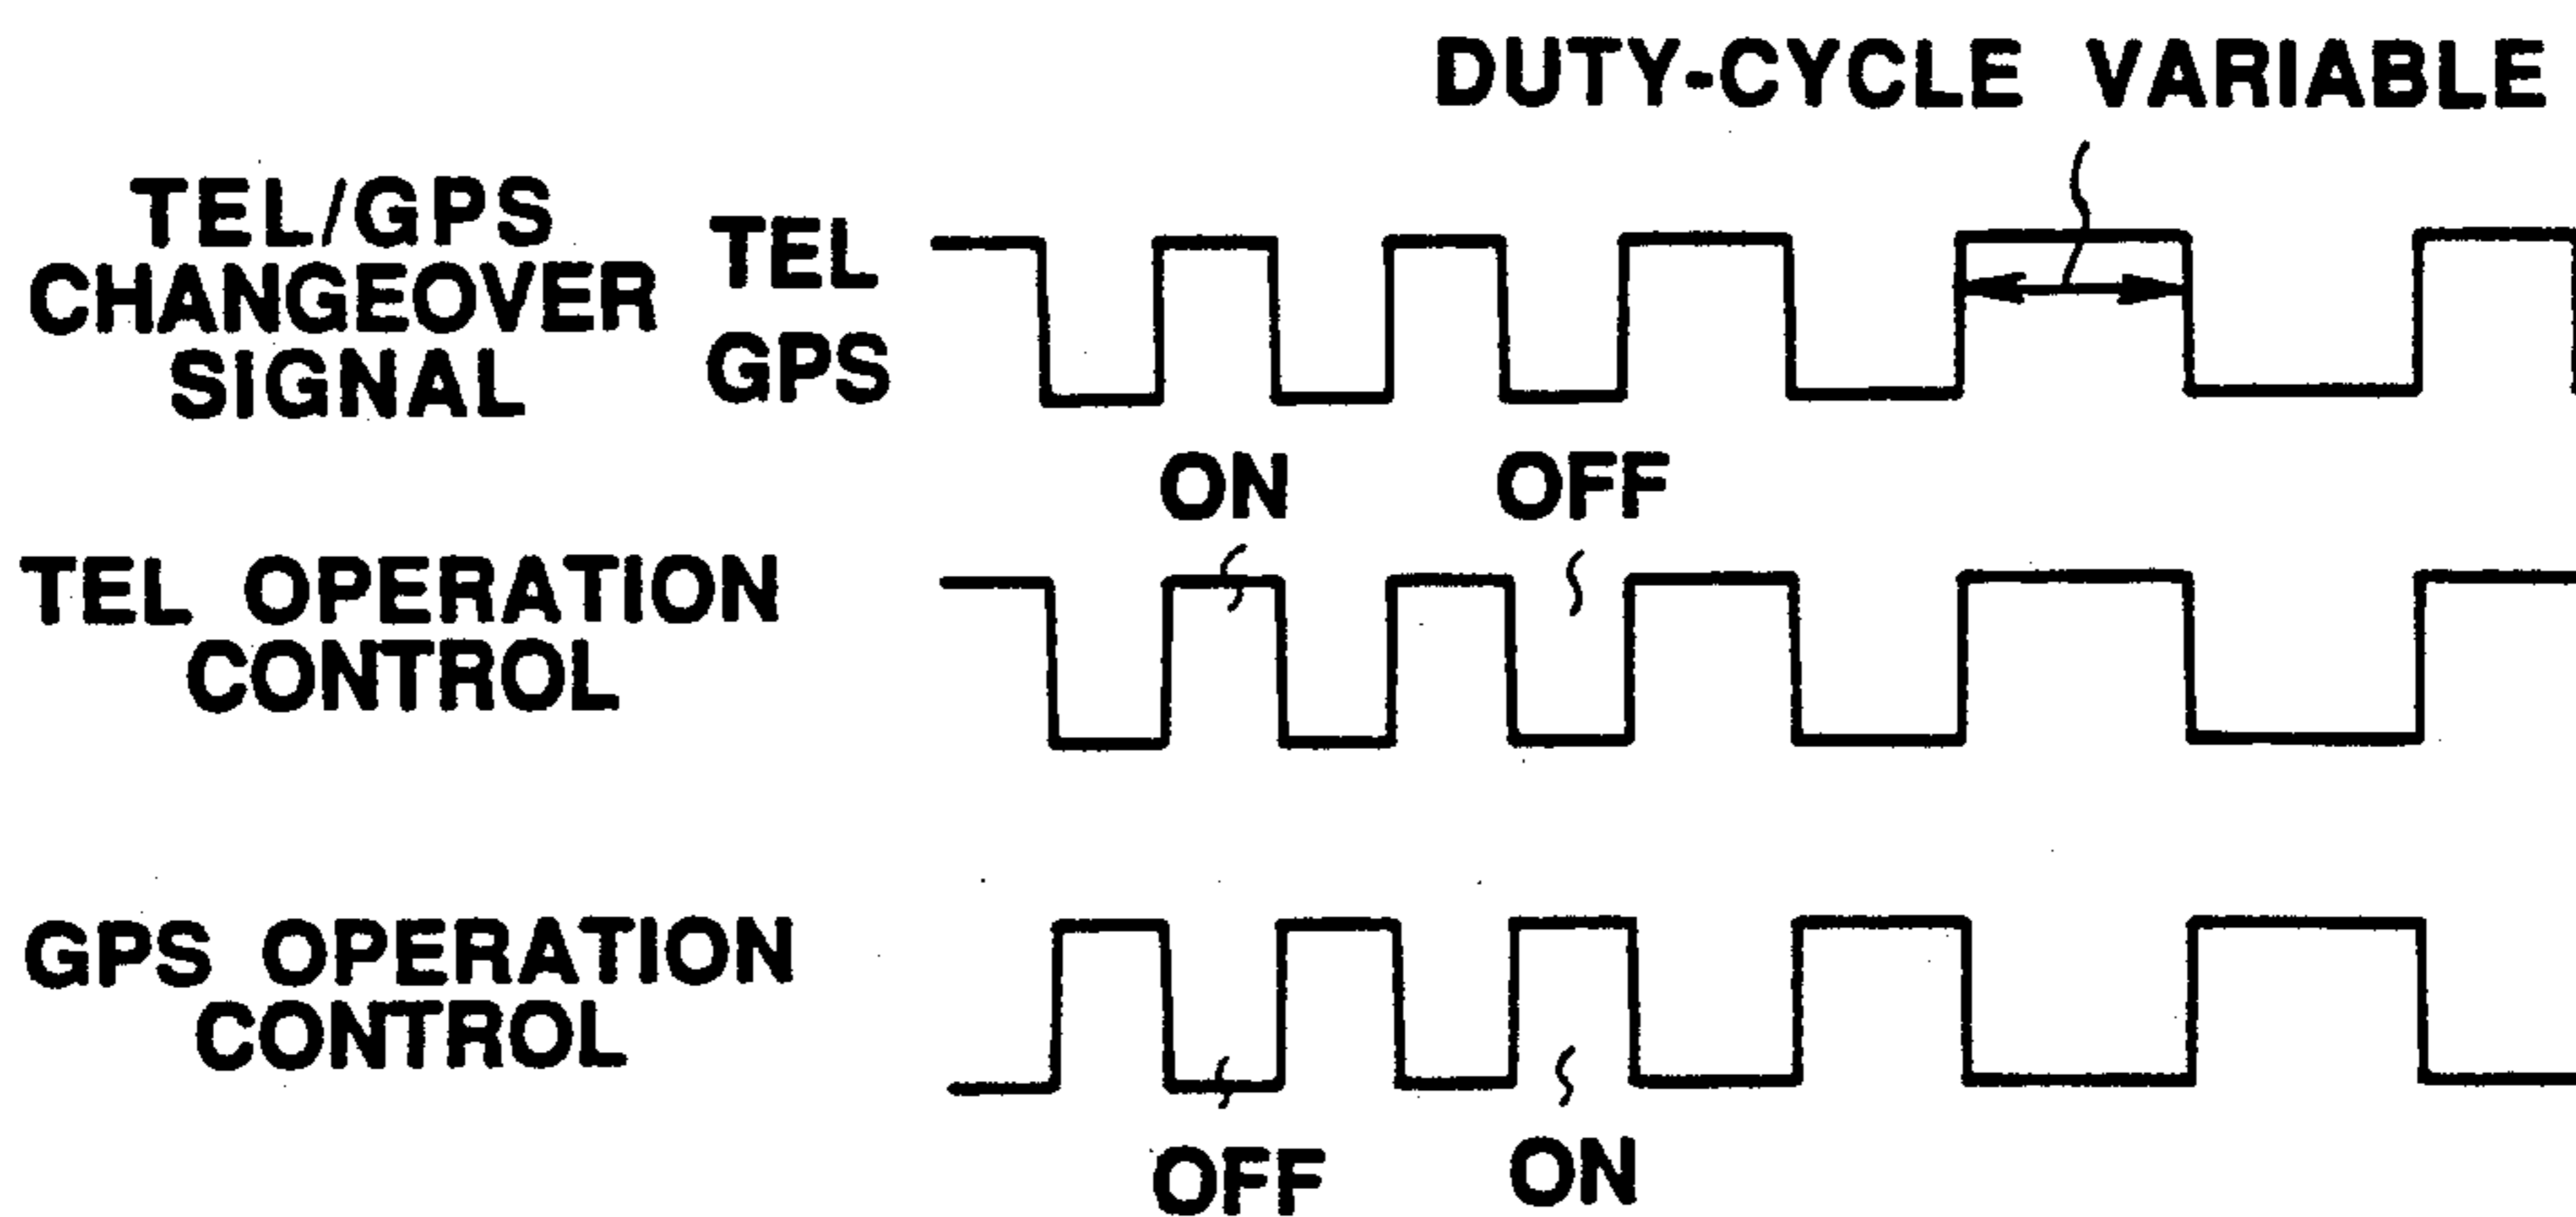 DUTY-CYCLE VARIABLE
TEL/GPS
CHANGEOVER
SIGNAL
TEL
GPS
ON
OFF
TEL OPERATION
CONTROL
GPS OPERATION
CONTROL
OFF
ON